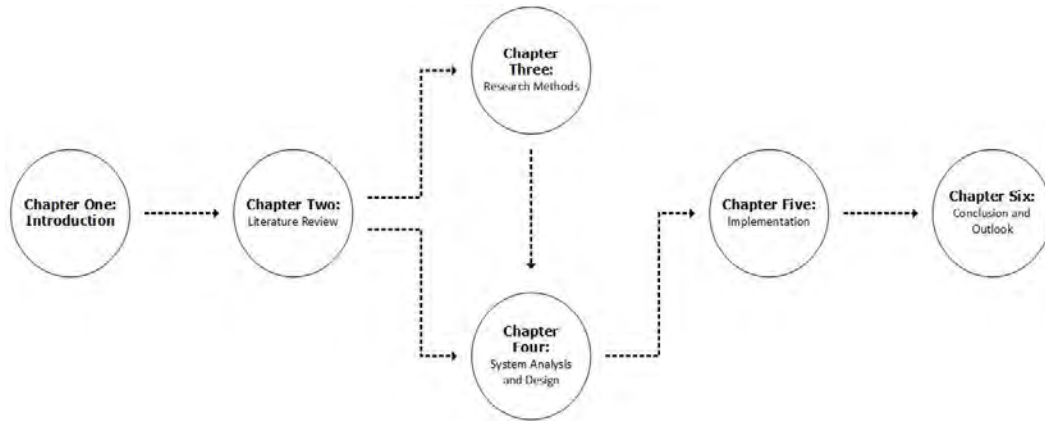 Chapter One:
Introduction
Chapter Two:
Literature Review
Chapter
Three:
Research Methods
Chapter
Four:
System Analysis
and Design
Chapter Five:
Implementation
Chapter Six:
Conclusion and
Outlook